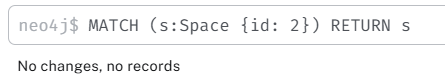 neo4j$ MATCH (s:Space {id: 2}) RETURN s
No changes, no records